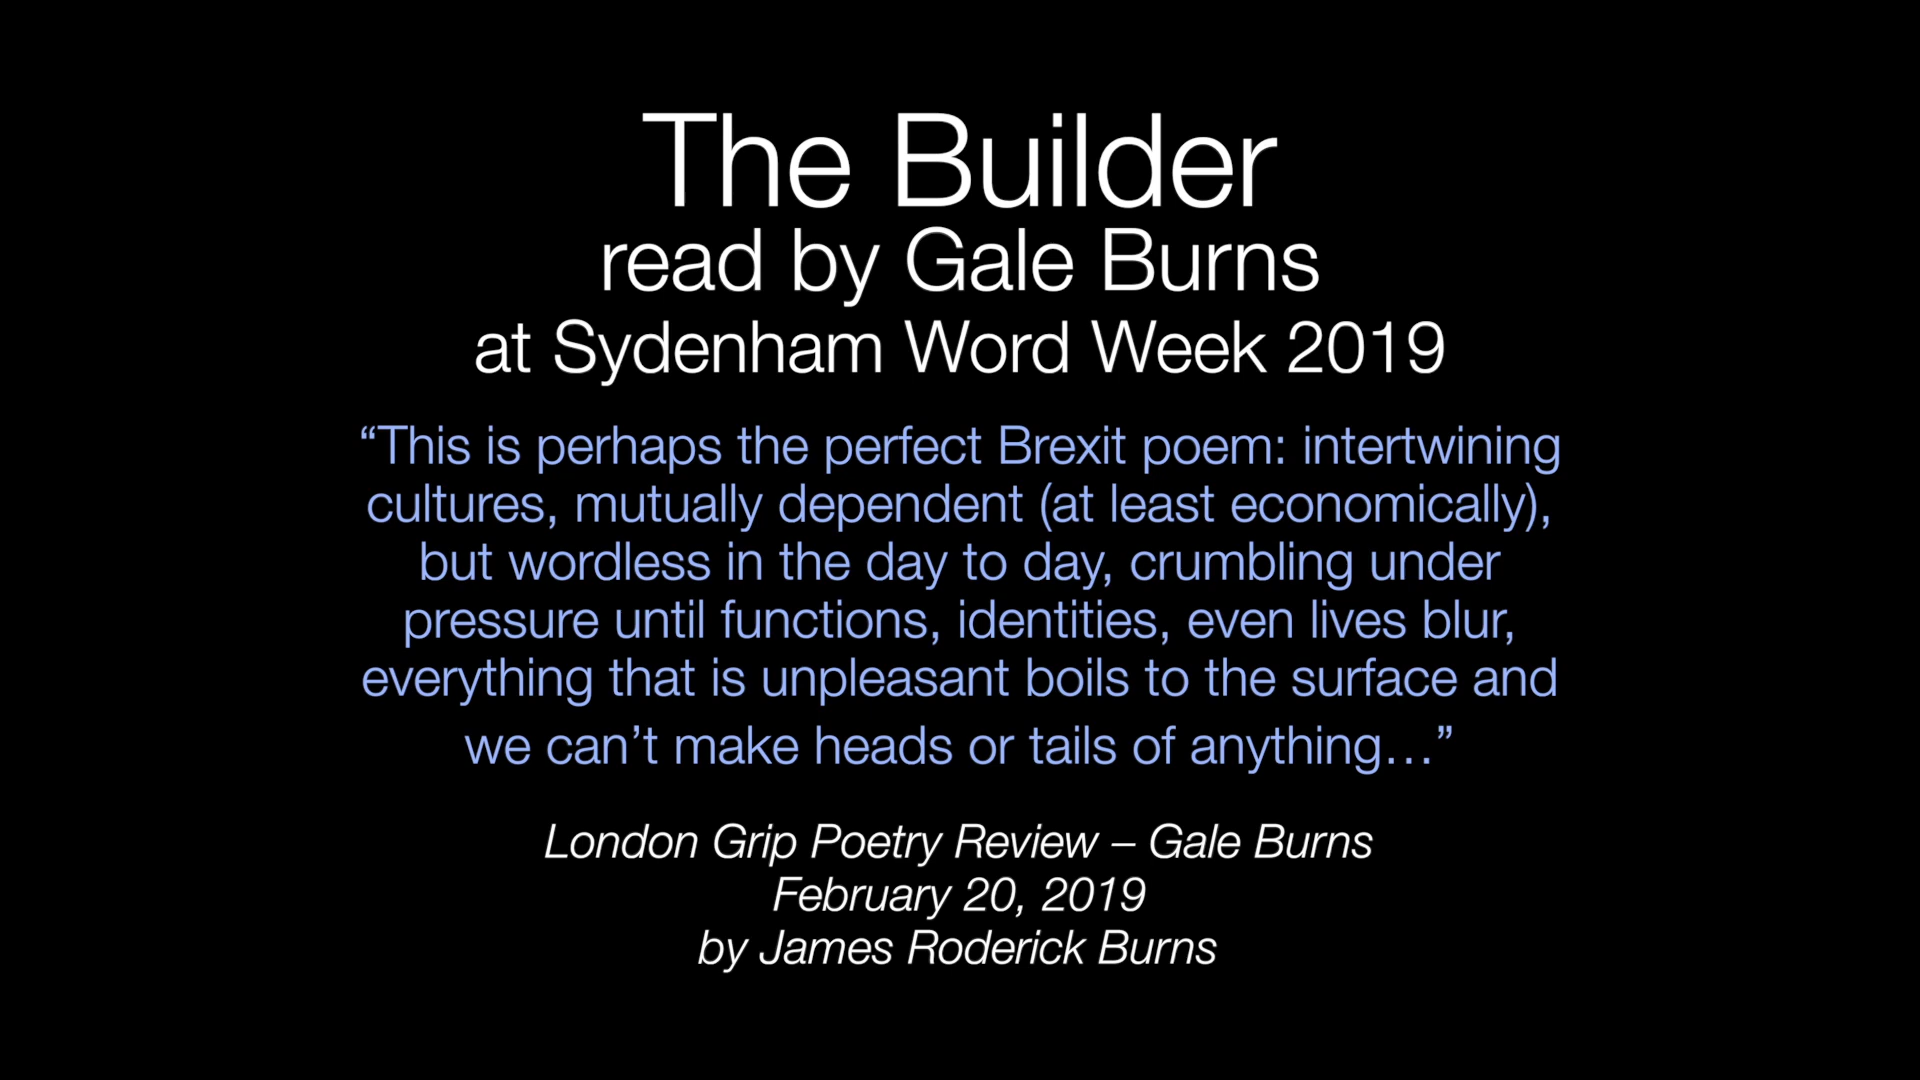 The Builder
read by Gale Burns
at Sydenham Word Week 2019
“This is perhaps the perfect Brexit poem: intertwining
cultures, mutually dependent (at least economically),
but wordless in the day to day, crumbling under
pressure until functions, identities, even lives blur,
everything that is unpleasant boils to the surface and
we can’t make heads or tails of anything…”
London Grip Poetry Review – Gale Burns
February 20, 2019
by James Roderick Burns